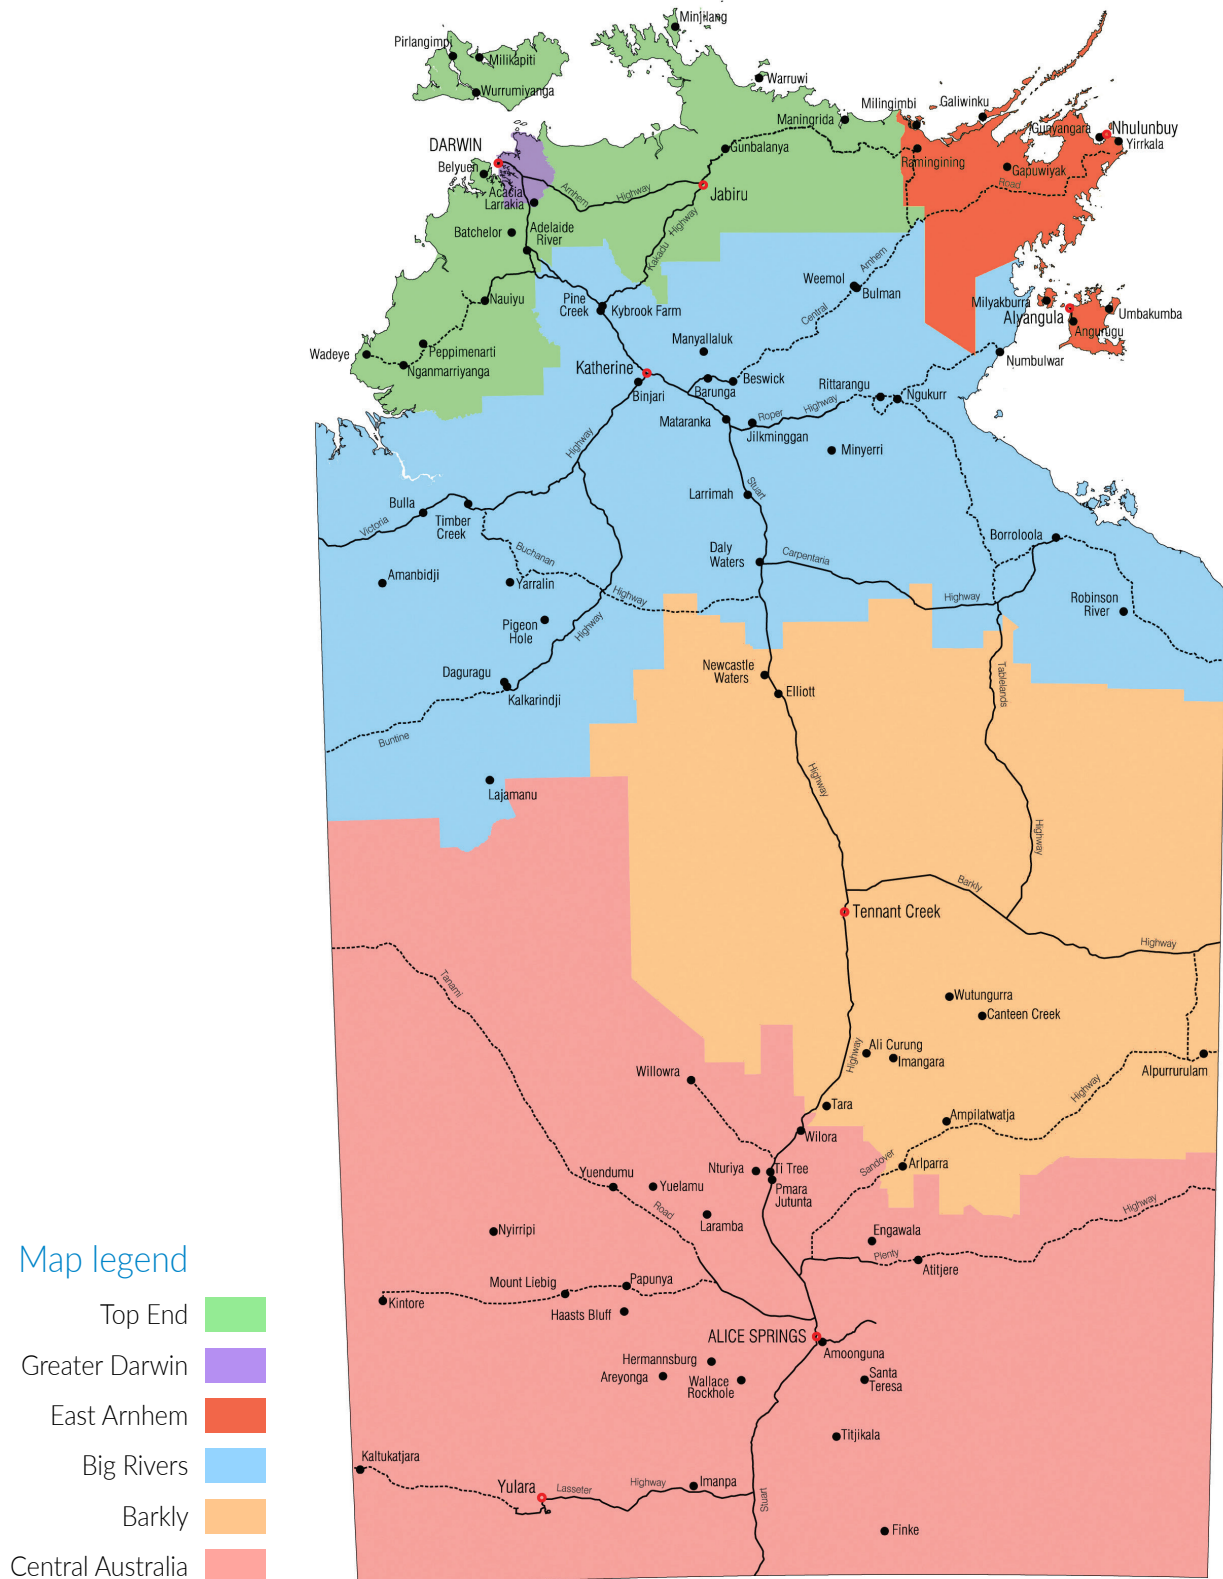 Minjilang
Pirlangimpi
Milikapiti
Wurrumiyanga
Warruwi
Milingimbi
Galiwinku
Maningrida
Gunyangara
Nhulunbuy
Yirrkala
DARWIN
Gunbalanya
Ramingining
Belyuen
Gapuwiyak
Acacia
Larrakia
Arnhem
Highway
Jabiru
Road
Batchelor
Adelaide
River
Kakadu
Highway
Weemol
Bulman
Arnhem
Central
Nauiyu
Pine
Creek
Kybrook Farm
Milyakburra
Alyangula
Umbakumba
Angurugu
Wadeye
Peppimenarti
Nganmarriyanga
Manyallaluk
Numbulwar
Katherine
Binjari
Barunga
Beswick
Rittarangu
Ngukurr
Mataranka
Roper
Highway
Jilkminggan
Minyerri
Highway
Larrimah
Stuart
Bulla
Victoria
Timber
Creek
Buchanan
Daly
Waters
Carpentaria
Borroloola
Amanbidji
Yarralin
Highway
Highway
Robinson
River
Pigeon
Hole
Highway
Daguragu
Kalkarindji
Newcastle
Waters
Elliott
Tablelands
Buntine
Highway
Lajamanu
Highway
Barkly
Tennant Creek
Highway
Tanami
Wutungurra
Canteen Creek
Highway
Ali Curung
Imangara
Alpurrurulam
Willowra
Highway
Tara
Ampilatwatja
Wilora
Sandover
Arlparra
Nturiya
Ti Tree
Pmara
Jutunta
Yuendumu
Yuelamu
Road
Laramba
Nyirripi
Engawala
Highway
Plenty
Atitjere
Mount Liebig
Papunya
Kintore
Haasts Bluff
ALICE SPRINGS
Amoonguna
Hermannsburg
Areyonga
Wallace
Rockhole
Santa
Teresa
Titjikala
Kaltukatjara
Yulara
Lasseter
Highway
Imanpa
Stuart
Finke
Map legend
Top End
Greater Darwin
East Arnhem
Big Rivers
Barkly
Central Australia